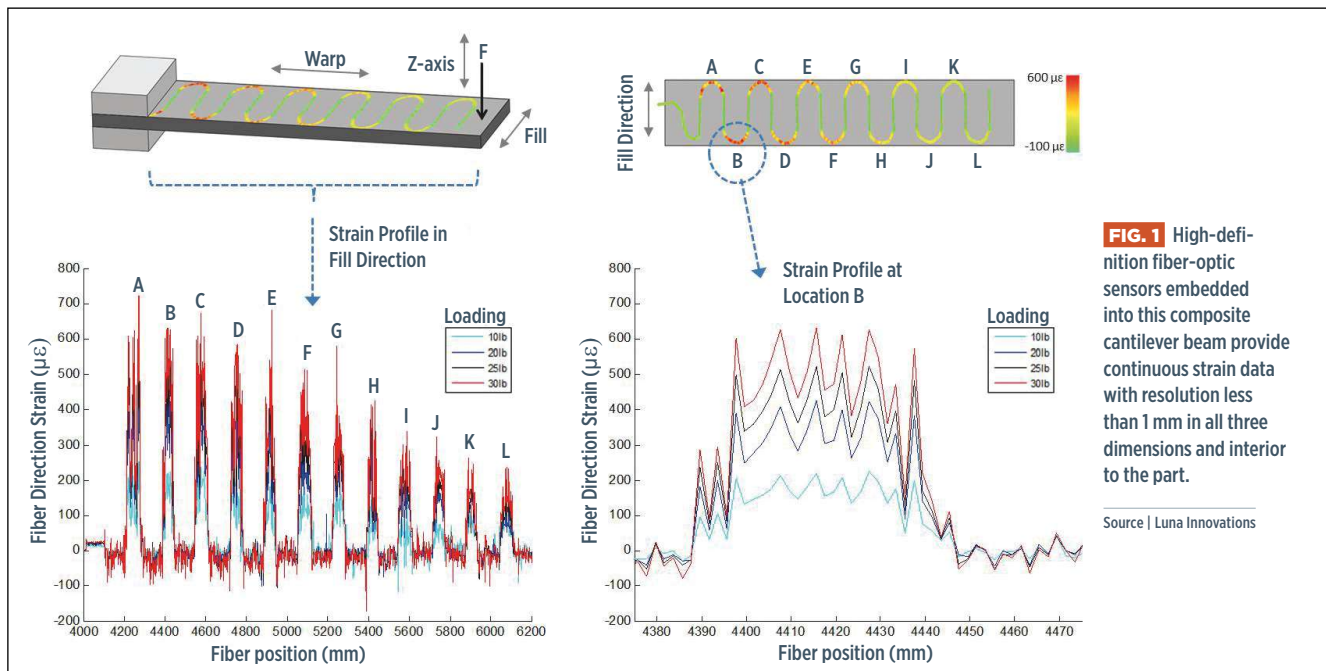 Warp
Z-axis
F
Fill
A
C
E
G
I
K
Fill Direction
B
D
F
H
J
L
600 µε
-100 µε
Strain Profile in
Fill Direction
Fiber Direction Strain (µε)
800
700
600
500
400
300
200
100
0
-100
-200
A
B
C
D
E
F
G
H
I
J
K
L
Loading
10lb
20lb
25lb
30lb
4000 4200 4400 4600 4800 5000 5200 5400 5600 5800 6000 6200
Fiber position (mm)
Strain Profile at
Location B
Fiber Direction Strain (µε)
800
700
600
500
400
300
200
100
0
-100
-200
Loading
10lb
20lb
25lb
30lb
4380 4390 4400 4410 4420 4430 4440 4450 4460 4470
Fiber position (mm)
FIG. 1 High-defi-
nition fiber-optic
sensors embedded
into this composite
cantilever beam provide
continuous strain data
with resolution less
than 1 mm in all three
dimensions and interior
to the part.
Source | Luna Innovations